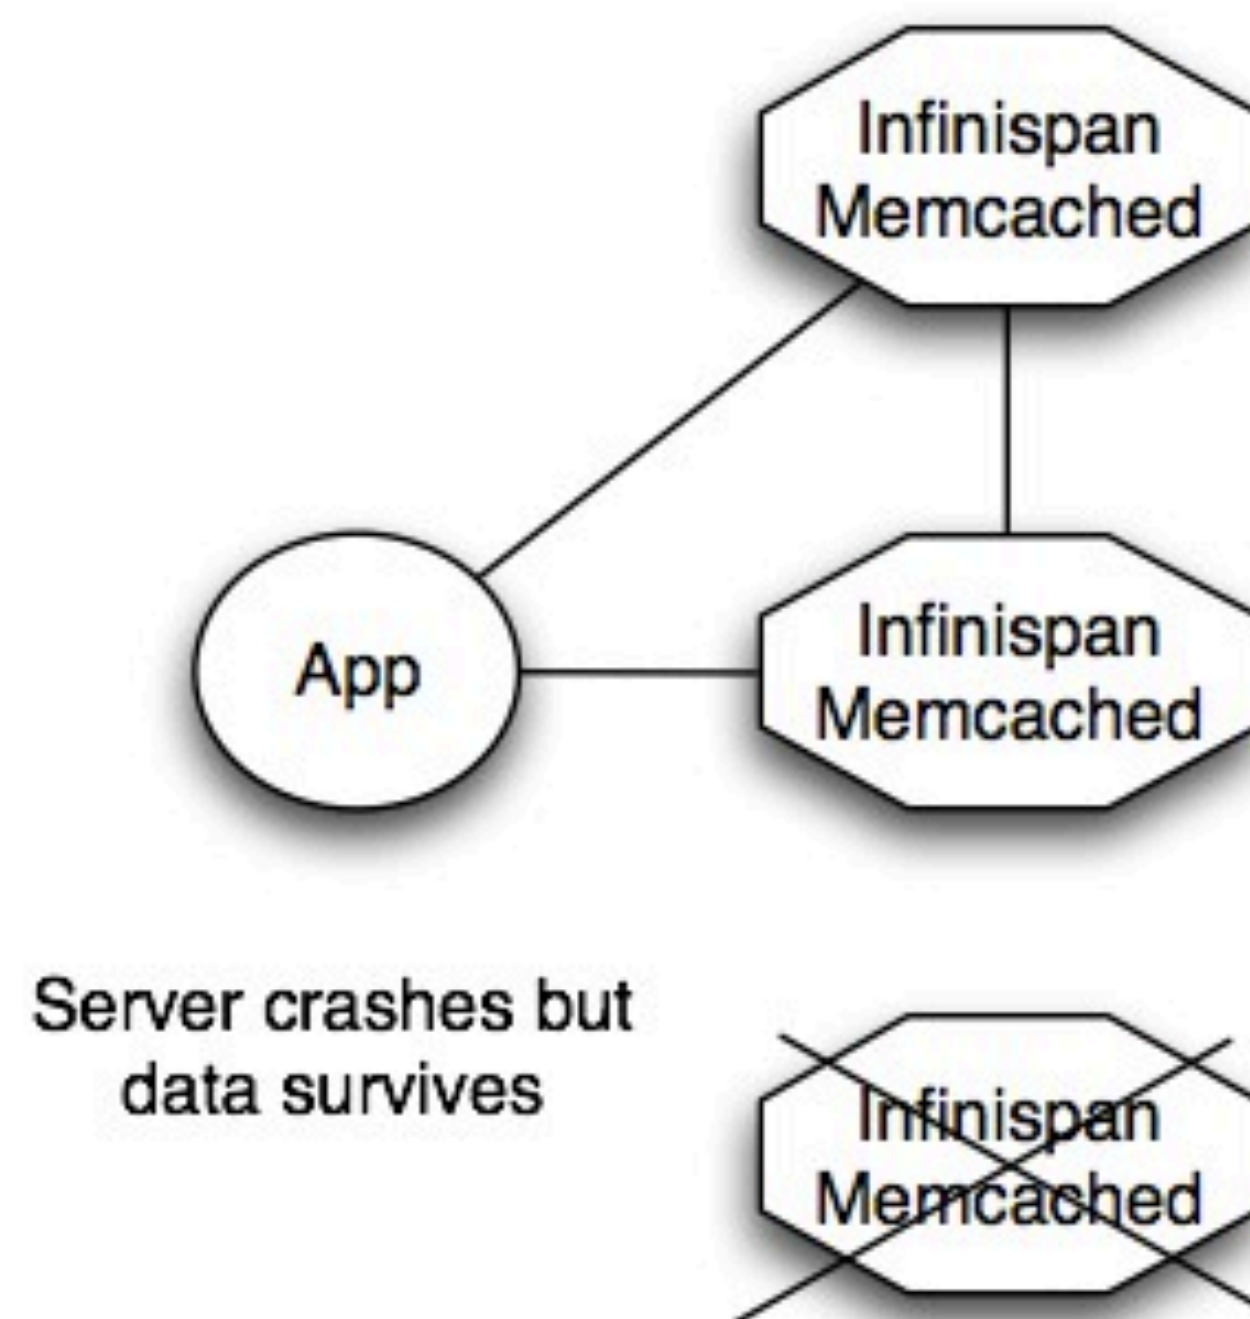 Infinispan
Memcached
App
Infinispan
Memcached
Server crashes but
data survives
Infinispan
Memcached